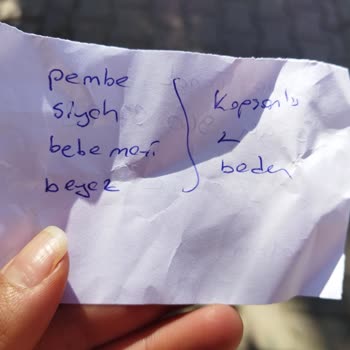 pembe
siyah
bebe mavi
beyaz
Kapşonlu
L
beden